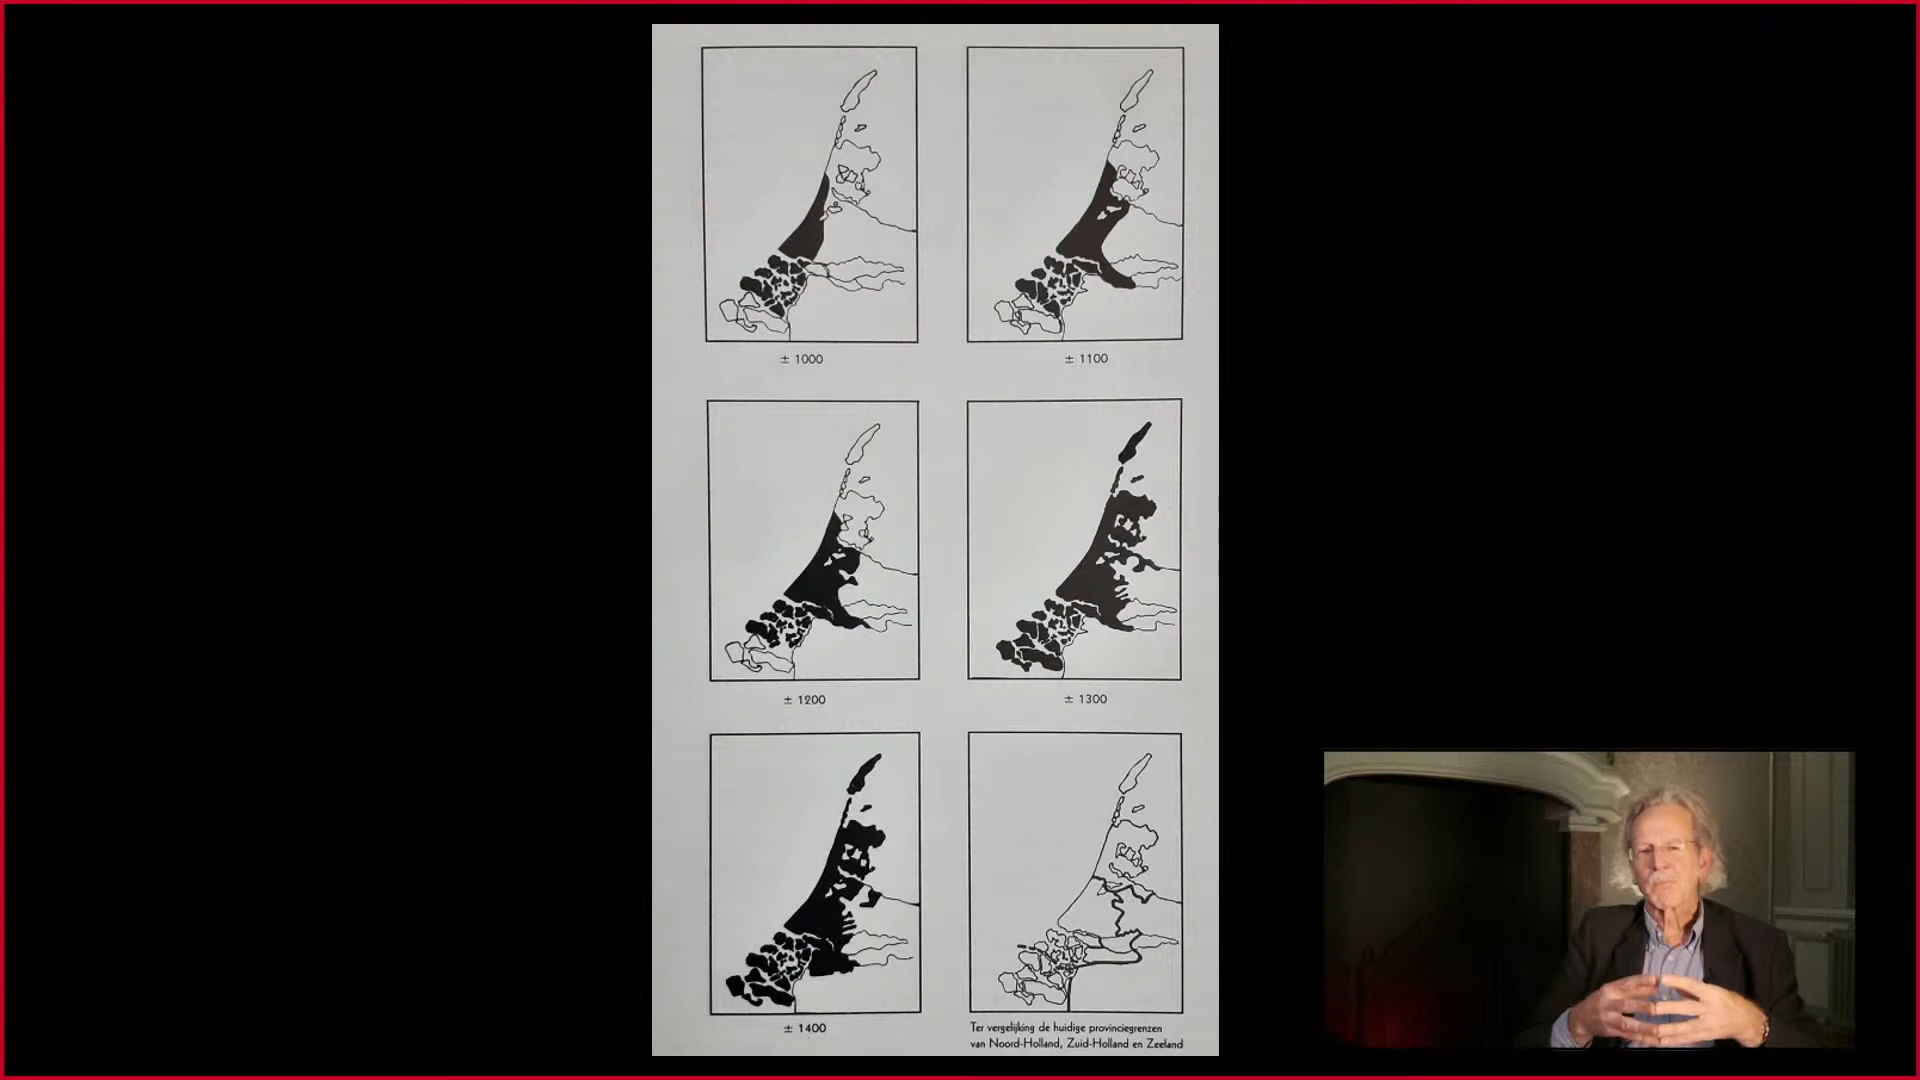 ± 1000
± 1100
± 1200
± 1300
± 1400
Ter vergelijking de huidige provinciegrenzen
van Noord-Holland, Zuid-Holland en Zeeland